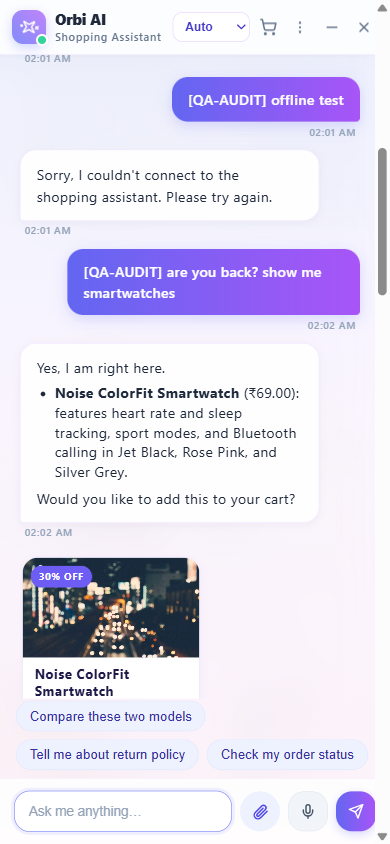 Orbi AI
Shopping Assistant
Auto
02:01 AM
[QA-AUDIT] offline test
02:01 AM
Sorry, I couldn't connect to the
shopping assistant. Please try again.
02:01 AM
[QA-AUDIT] are you back? show me
smartwatches
02:02 AM
Yes, I am right here.
• Noise ColorFit Smartwatch (₹69.00):
features heart rate and sleep
tracking, sport modes, and Bluetooth
calling in Jet Black, Rose Pink, and
Silver Grey.
Would you like to add this to your cart?
02:02 AM
30% OFF
Noise ColorFit
Smartwatch
Compare these two models
Tell me about return policy
Check my order status
Ask me anything...